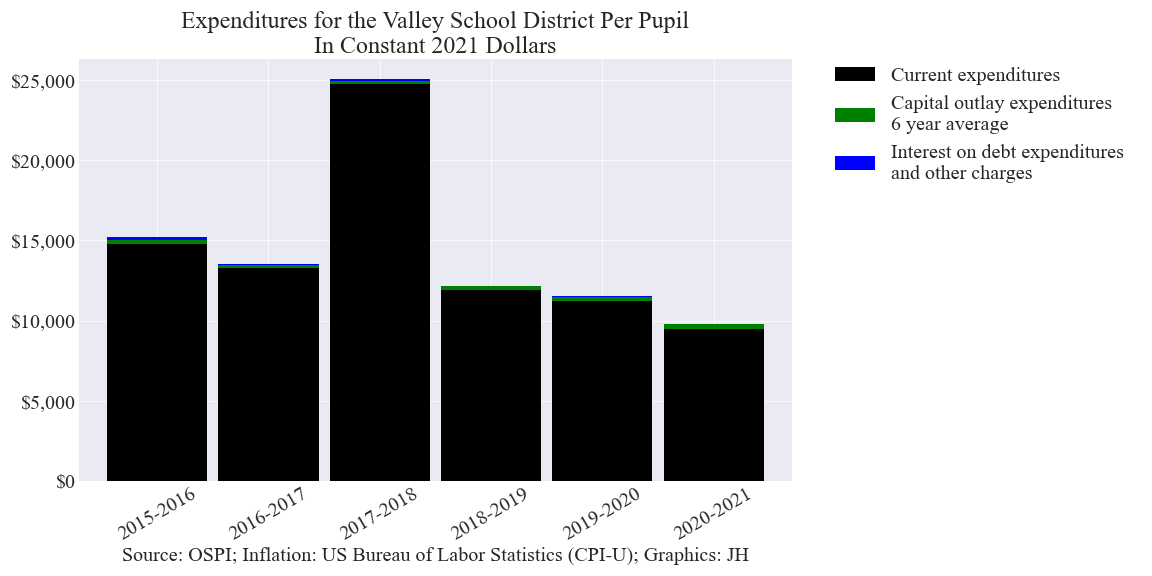 Expenditures for the Valley School District Per Pupil
In Constant 2021 Dollars
$25,000
$20,000
$15,000
$10,000
$5,000
$0
2015-2016
2016-2017
2017-2018
2018-2019
2019-2020
2020-2021
Source: OSPI; Inflation: US Bureau of Labor Statistics (CPI-U); Graphics: JH
Current expenditures
Capital outlay expenditures
6 year average
Interest on debt expenditures
and other charges